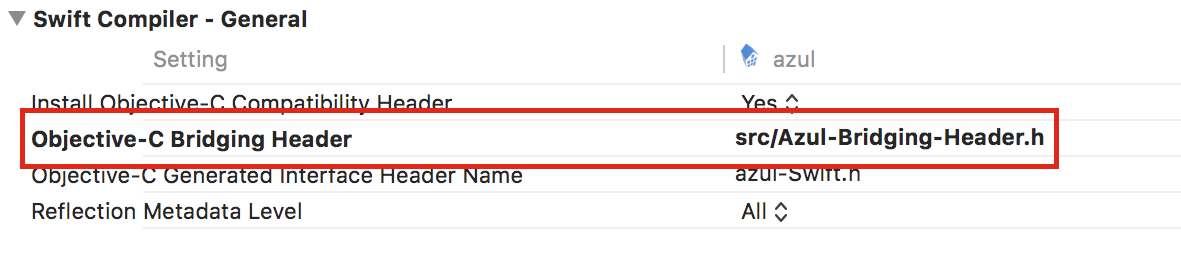 Swift Compiler - General
Setting azul
Install Objective-C Compatibility Header Yes
Objective-C Bridging Header src/Azul-Bridging-Header.h
Objective-C Generated Interface Header Name azul-Swift.h
Reflection Metadata Level All